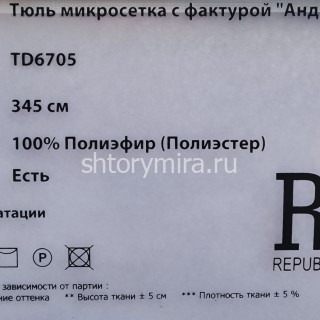 Тюль микросетка с фактурой "Анд
TD6705
345 см
100% Полиэфир (Полиэстер)
shtorymira.ru
Есть
атации
P
R
REPUB
зависимости от партии :
ние оттенка ** Высота ткани ± 5 см *** Плотность ткани ± 5 %